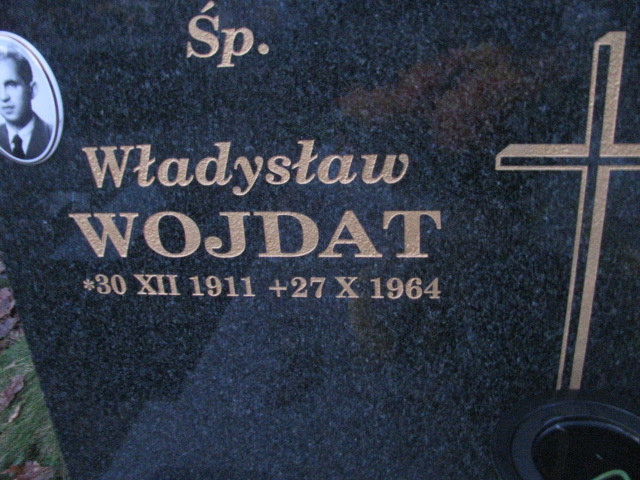 Śp.
Władysław
WOJDAT
*30 XII 1911 +27 X 1964